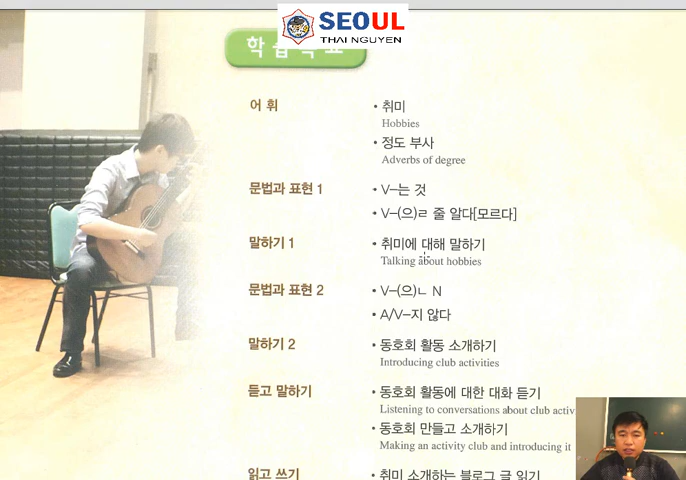 SEOUL
THAI NGUYEN
학습목표
어휘
• 취미
Hobbies
• 정도 부사
Adverbs of degree
문법과 표현 1
• V–는 것
• V–(으)ㄹ 줄 알다[모르다]
말하기 1
• 취미에 대해 말하기
Talking about hobbies
문법과 표현 2
• V–(으)ㄴ N
• A/V–지 않다
말하기 2
• 동호회 활동 소개하기
Introducing club activities
듣고 말하기
• 동호회 활동에 대한 대화 듣기
Listening to conversations about club activ
• 동호회 만들고 소개하기
Making an activity club and introducing it
읽고 쓰기
• 취미 소개하는 블로그 글 읽기